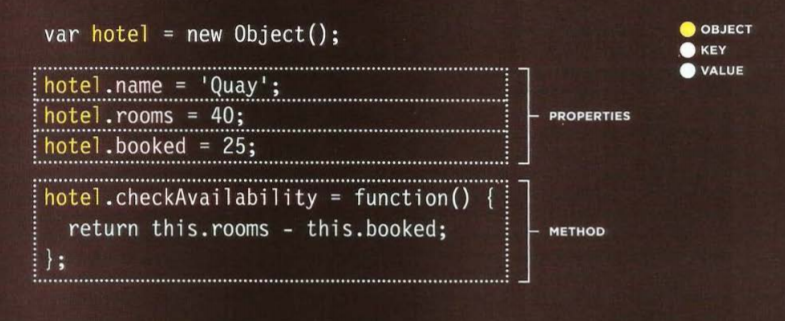 var hotel = new Object();
hotel.name = 'Quay';
hotel.rooms = 40;
hotel.booked = 25;
hotel.checkAvailability = function() {
  return this.rooms - this.booked;
};
OBJECT
KEY
VALUE
PROPERTIES
METHOD